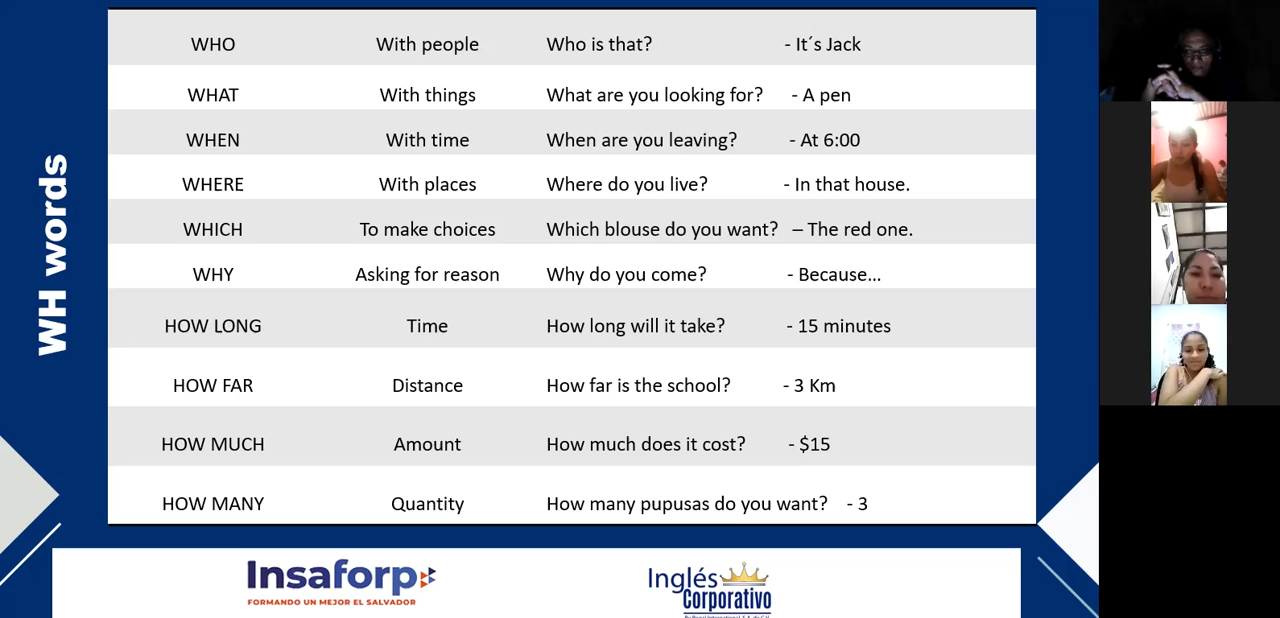 WH words
WHO With people Who is that? - It´s Jack
WHAT With things What are you looking for? - A pen
WHEN With time When are you leaving? - At 6:00
WHERE With places Where do you live? - In that house.
WHICH To make choices Which blouse do you want? – The red one.
WHY Asking for reason Why do you come? - Because...
HOW LONG Time How long will it take? - 15 minutes
HOW FAR Distance How far is the school? - 3 Km
HOW MUCH Amount How much does it cost? - $15
HOW MANY Quantity How many pupusas do you want? - 3
Insaforp
FORMANDO UN MEJOR EL SALVADOR
Inglés
Corporativo